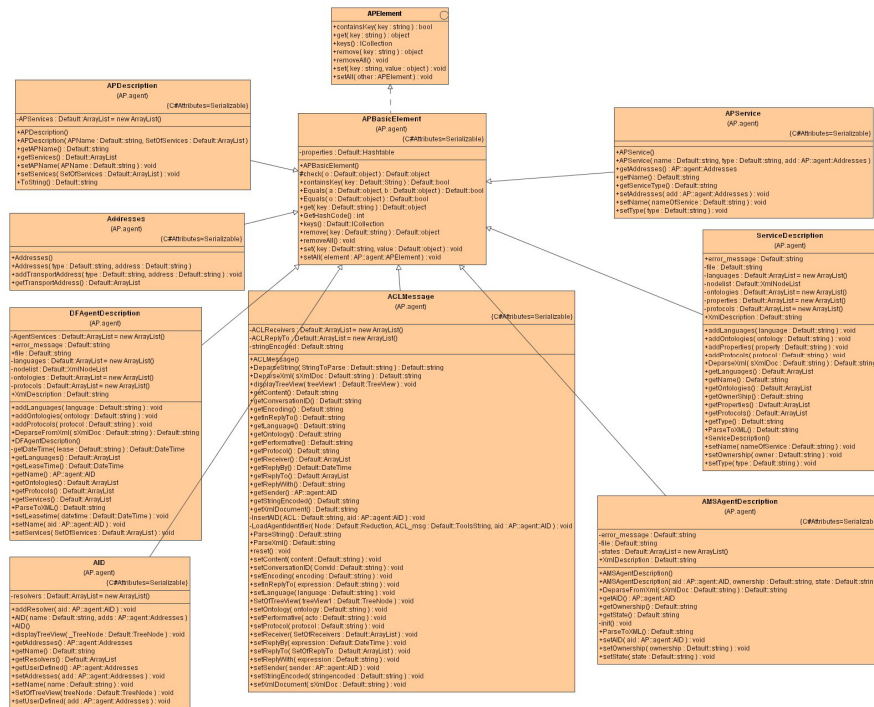 APElement
+containsKey( key : string ) : bool
+get( key : string ) : object
+keys() : ICollection
+remove( key : string ) : object
+removeAll() : void
+set( key : string, value : object ) : void
+setAll( other : APElement ) : void
APDescription
(AP.agent)
{C#Attributes=Serializable}
-APServices : Default::ArrayList = new ArrayList()
+APDescription()
+APDescription( APName : Default::string, SetOfServices : Default::ArrayList )
+getAPName() : Default::string
+getServices() : Default::ArrayList
+setAPName( APName : Default::string ) : void
+setServices( SetOfServices : Default::ArrayList ) : void
+ToString() : Default::string
APBasicElement
(AP.agent)
{C#Attributes=Serializable}
-properties : Default::Hashtable
+APBasicElement()
#check( o : Default::object ) : Default::object
+containsKey( key : Default::String ) : Default::bool
+Equals( a : Default::object, b : Default::object ) : Default::bool
+Equals( o : Default::object ) : Default::bool
+get( key : Default::string ) : Default::object
+GetHashCode() : int
+keys() : Default::ICollection
+remove( key : Default::string ) : Default::object
+removeAll() : void
+set( key : Default::string, value : Default::object ) : void
+setAll( element : AP::agent::APElement ) : void
APService
(AP.agent)
{C#Attributes=Serializable}
+APService()
+APService( name : Default::string, type : Default::string, add : AP::agent::Addresses )
+getAddresses() : AP::agent::Addresses
+getName() : Default::string
+getServiceType() : Default::string
+setAddresses( add : AP::agent::Addresses ) : void
+setName( nameOfService : Default::string ) : void
+setType( type : Default::string ) : void
Addresses
(AP.agent)
{C#Attributes=Serializable}
+Addresses()
+Addresses( type : Default::string, address : Default::string )
+addTransportAddress( type : Default::string, address : Default::string ) : void
+getTransportAddress() : Default::ArrayList
ServiceDescription
(AP.agent)
{C#Attributes=Serializable}
+error_message : Default::string
-file : Default::string
-languages : Default::ArrayList = new ArrayList()
-nodelist : Default::XmlNodeList
-ontologies : Default::ArrayList = new ArrayList()
-properties : Default::ArrayList = new ArrayList()
-protocols : Default::ArrayList = new ArrayList()
+XmlDescription : Default::string
+addLanguages( language : Default::string ) : void
+addOntologies( ontology : Default::string ) : void
+addProperties( property : Default::string ) : void
+addProtocols( protocol : Default::string ) : void
+DeparseXml( sXmlDoc : Default::string ) : Default::string
+getLanguages() : Default::ArrayList
+getName() : Default::string
+getOntologies() : Default::ArrayList
+getOwnerShip() : Default::string
+getProperties() : Default::ArrayList
+getProtocols() : Default::ArrayList
+getType() : Default::string
+ParseToXML() : Default::string
+ServiceDescription()
+setName( nameOfService : Default::string ) : void
+setOwnership( owner : Default::string ) : void
+setType( type : Default::string ) : void
DFAgentDescription
(AP.agent)
{C#Attributes=Serializable}
-AgentServices : Default::ArrayList = new ArrayList()
+error_message : Default::string
+file : Default::string
-languages : Default::ArrayList = new ArrayList()
-nodelist : Default::XmlNodeList
-ontologies : Default::ArrayList = new ArrayList()
-protocols : Default::ArrayList = new ArrayList()
+XmlDescription : Default::string
+addLanguages( language : Default::string ) : void
+addOntologies( ontology : Default::string ) : void
+addProtocols( protocol : Default::string ) : void
+DeparseFromXml( sXmlDoc : Default::string ) : Default::string
+DFAgentDescription()
-getDateTime( lease : Default::string ) : Default::DateTime
+getLanguages() : Default::ArrayList
+getLeaseTime() : Default::DateTime
+getName() : AP::agent::AID
+getOntologies() : Default::ArrayList
+getProtocols() : Default::ArrayList
+getServices() : Default::ArrayList
+ParseToXML() : Default::string
+setLeasetime( datetime : Default::DateTime ) : void
+setName( aid : AP::agent::AID ) : void
+setServices( SetOfServices : Default::ArrayList ) : void
ACLMessage
(AP.agent)
{C#Attributes=Serializable}
-ACLReceivers : Default::ArrayList = new ArrayList()
-ACLReplyTo : Default::ArrayList = new ArrayList()
-stringEncoded : Default::string
+ACLMessage()
+DeparseString( StringToParse : Default::string ) : Default::string
+DeparseXml( sXmlDoc : Default::string ) : Default::string
+displayTreeView( treeView1 : Default::TreeView ) : void
+getContent() : Default::string
+getConversationID() : Default::string
+getEncoding() : Default::string
+getInReplyTo() : Default::string
+getLanguage() : Default::string
+getOntology() : Default::string
+getPerformative() : Default::string
+getProtocol() : Default::string
+getReceiver() : Default::ArrayList
+getReplyBy() : Default::DateTime
+getReplyTo() : Default::ArrayList
+getReplyWith() : Default::string
+getSender() : AP::agent::AID
+getStringEncoded() : Default::string
+getXmlDocument() : Default::string
-InsertAID( ACL : Default::string, aid : AP::agent::AID ) : void
-LoadAgentIdentifier( Node : Default::Reduction, ACL_msg : Default::ToolsString, aid : AP::agent::AID ) : void
+ParseString() : Default::string
+ParseXml() : Default::string
+reset() : void
+setContent( content : Default::string ) : void
+setConversationID( ConvId : Default::string ) : void
+setEncoding( encoding : Default::string ) : void
+setInReplyTo( expression : Default::string ) : void
+setLanguage( language : Default::string ) : void
+SetOfTreeView( treeView1 : Default::TreeNode ) : void
+setOntology( ontology : Default::string ) : void
+setPerformative( acto : Default::string ) : void
+setProtocol( protocol : Default::string ) : void
+setReceiver( SetOfReceivers : Default::ArrayList ) : void
+setReplyBy( expression : Default::DateTime ) : void
+setReplyTo( SetOfReplyTo : Default::ArrayList ) : void
+setReplyWith( expression : Default::string ) : void
+setSender( sender : AP::agent::AID ) : void
+setStringEncoded( stringencoded : Default::string ) : void
+setXmlDocument( sXmlDoc : Default::string ) : void
AMSAgentDescription
(AP.agent)
{C#Attributes=Serializabl
-error_message : Default::string
-file : Default::string
-states : Default::ArrayList = new ArrayList()
+XmlDescription : Default::string
+AMSAgentDescription()
+AMSAgentDescription( aid : AP::agent::AID, ownership : Default::string, state : Default::strin
+DeparseFromXml( sXmlDoc : Default::string ) : Default::string
+getAID() : AP::agent::AID
+getOwnership() : Default::string
+getState() : Default::string
-init() : void
+ParseToXML() : Default::string
+setAID( aid : AP::agent::AID ) : void
+setOwnership( ownership : Default::string ) : void
+setState( state : Default::string ) : void
AID
(AP.agent)
{C#Attributes=Serializable}
-resolvers : Default::ArrayList = new ArrayList()
+addResolver( aid : AP::agent::AID ) : void
+AID( name : Default::string, adds : AP::agent::Addresses )
+AID()
+displayTreeView( _TreeNode : Default::TreeNode ) : void
+getAddresses() : AP::agent::Addresses
+getName() : Default::string
+getResolvers() : Default::ArrayList
+getUserDefined() : AP::agent::Addresses
+setAddresses( add : AP::agent::Addresses ) : void
+setName( name : Default::string ) : void
+SetOfTreeView( treeNode : Default::TreeNode ) : void
+setUserDefined( add : AP::agent::Addresses ) : void